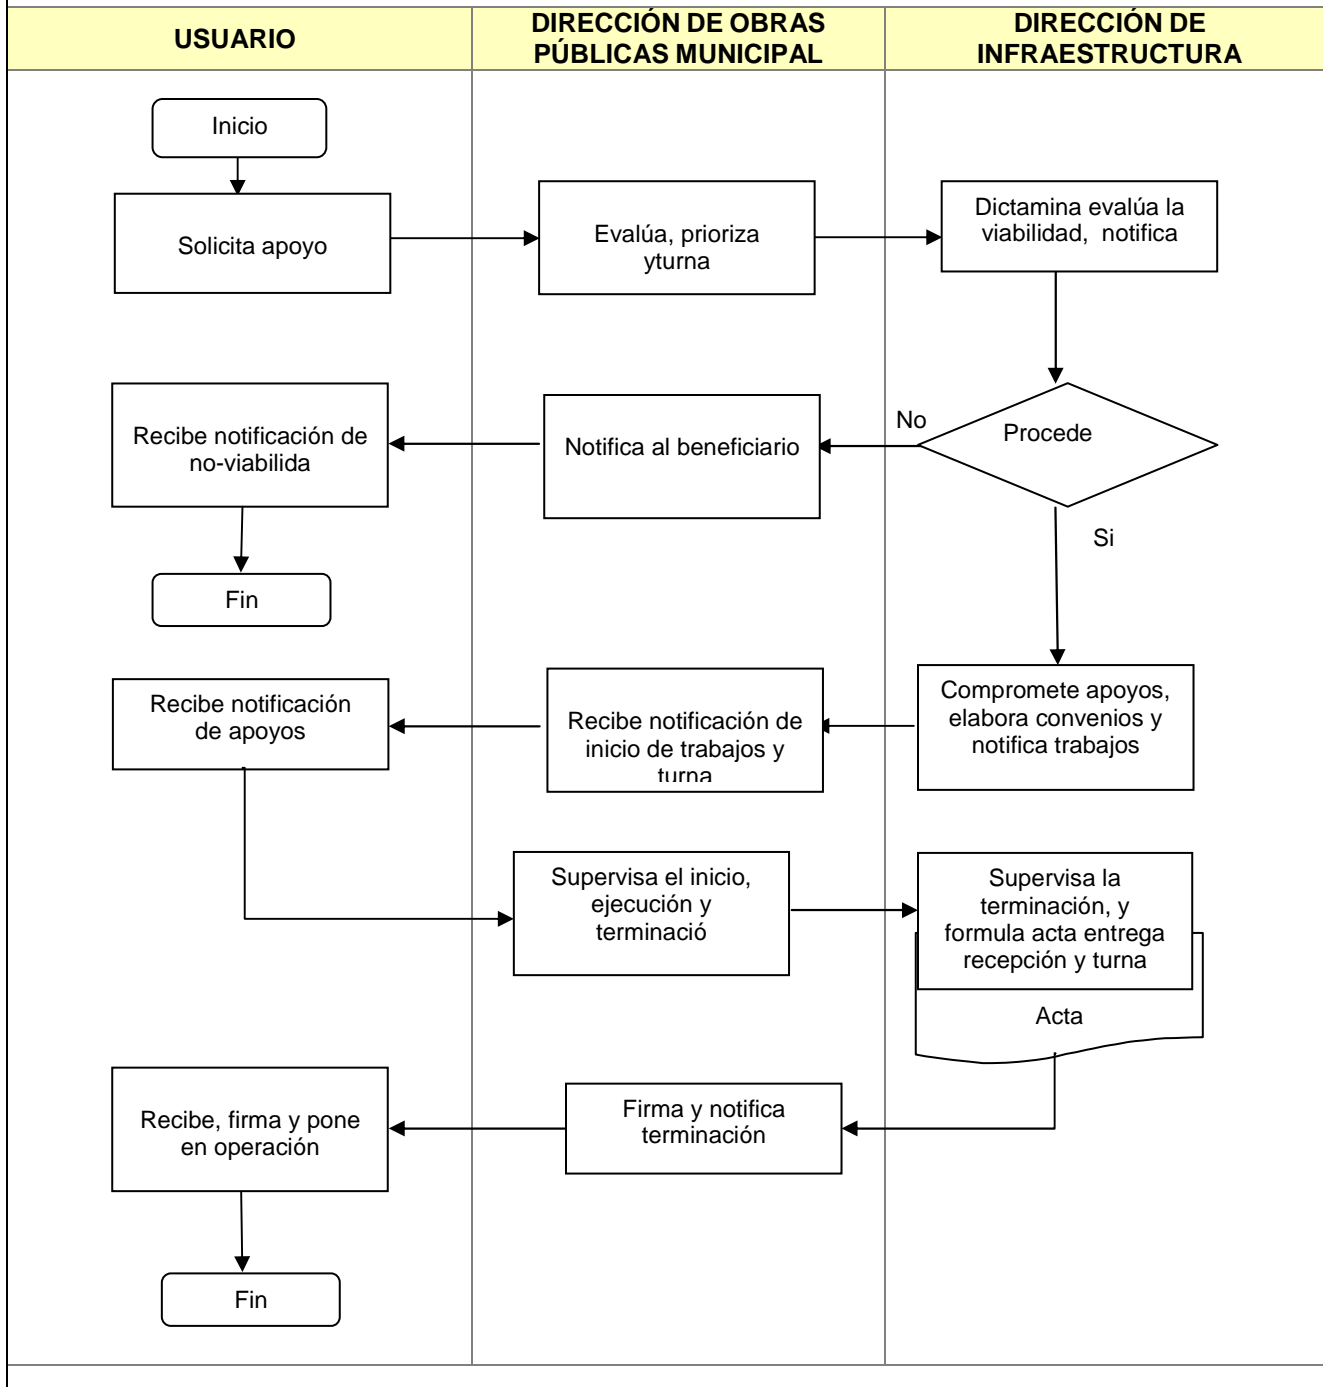 USUARIO
DIRECCIÓN DE OBRAS
PÚBLICAS MUNICIPAL
DIRECCIÓN DE
INFRAESTRUCTURA
Inicio
Solicita apoyo
Evalúa, prioriza
yturna
Dictamina evalúa la
viabilidad, notifica
Procede
No
Notifica al beneficiario
Recibe notificación de
no-viabilida
Fin
Si
Compromete apoyos,
elabora convenios y
notifica trabajos
Recibe notificación de
inicio de trabajos y
turna
Recibe notificación
de apoyos
Supervisa el inicio,
ejecución y
terminació
Supervisa la
terminación, y
formula acta entrega
recepción y turna
Acta
Firma y notifica
terminación
Recibe, firma y pone
en operación
Fin